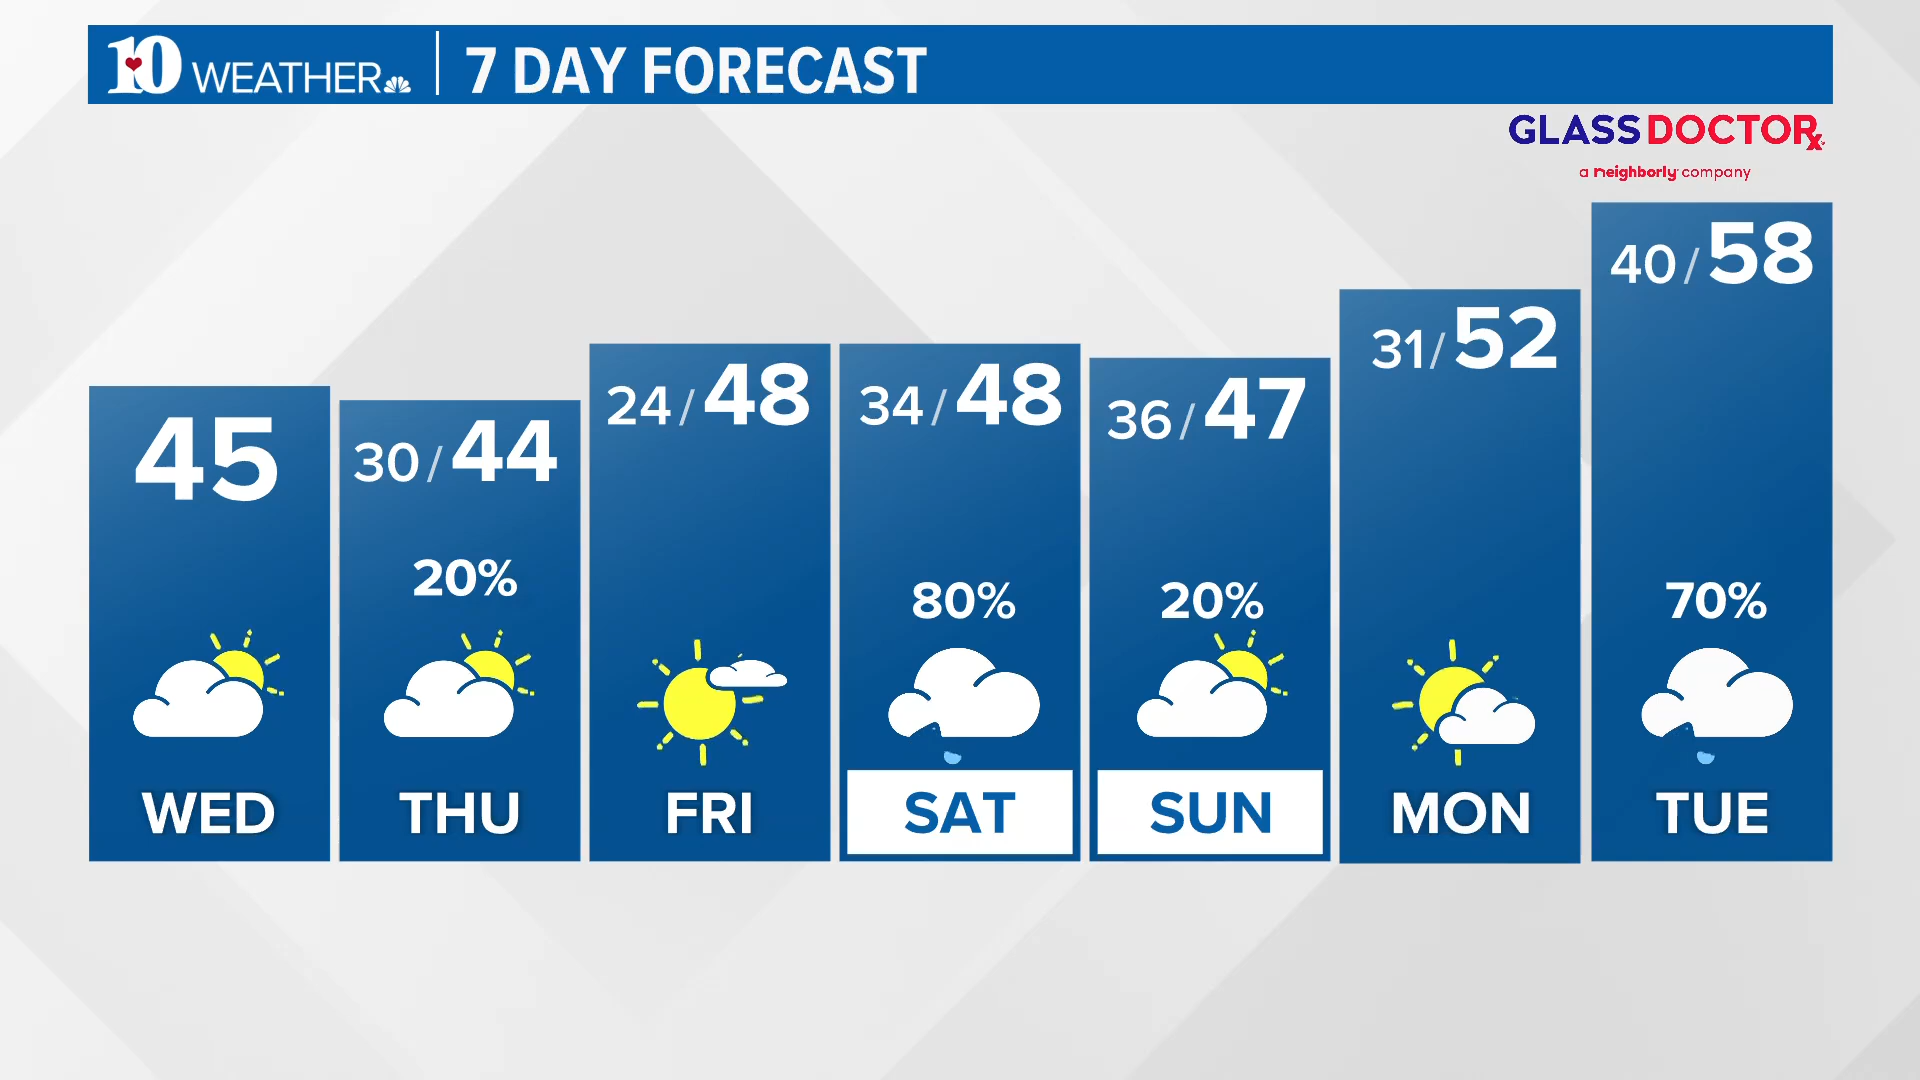 10 WEATHER 7 DAY FORECAST
GLASS DOCTOR Rx
a neighborly company
45
WED
30/44
20%
THU
24/48
FRI
34/48
80%
SAT
36/47
20%
SUN
31/52
MON
40/58
70%
TUE